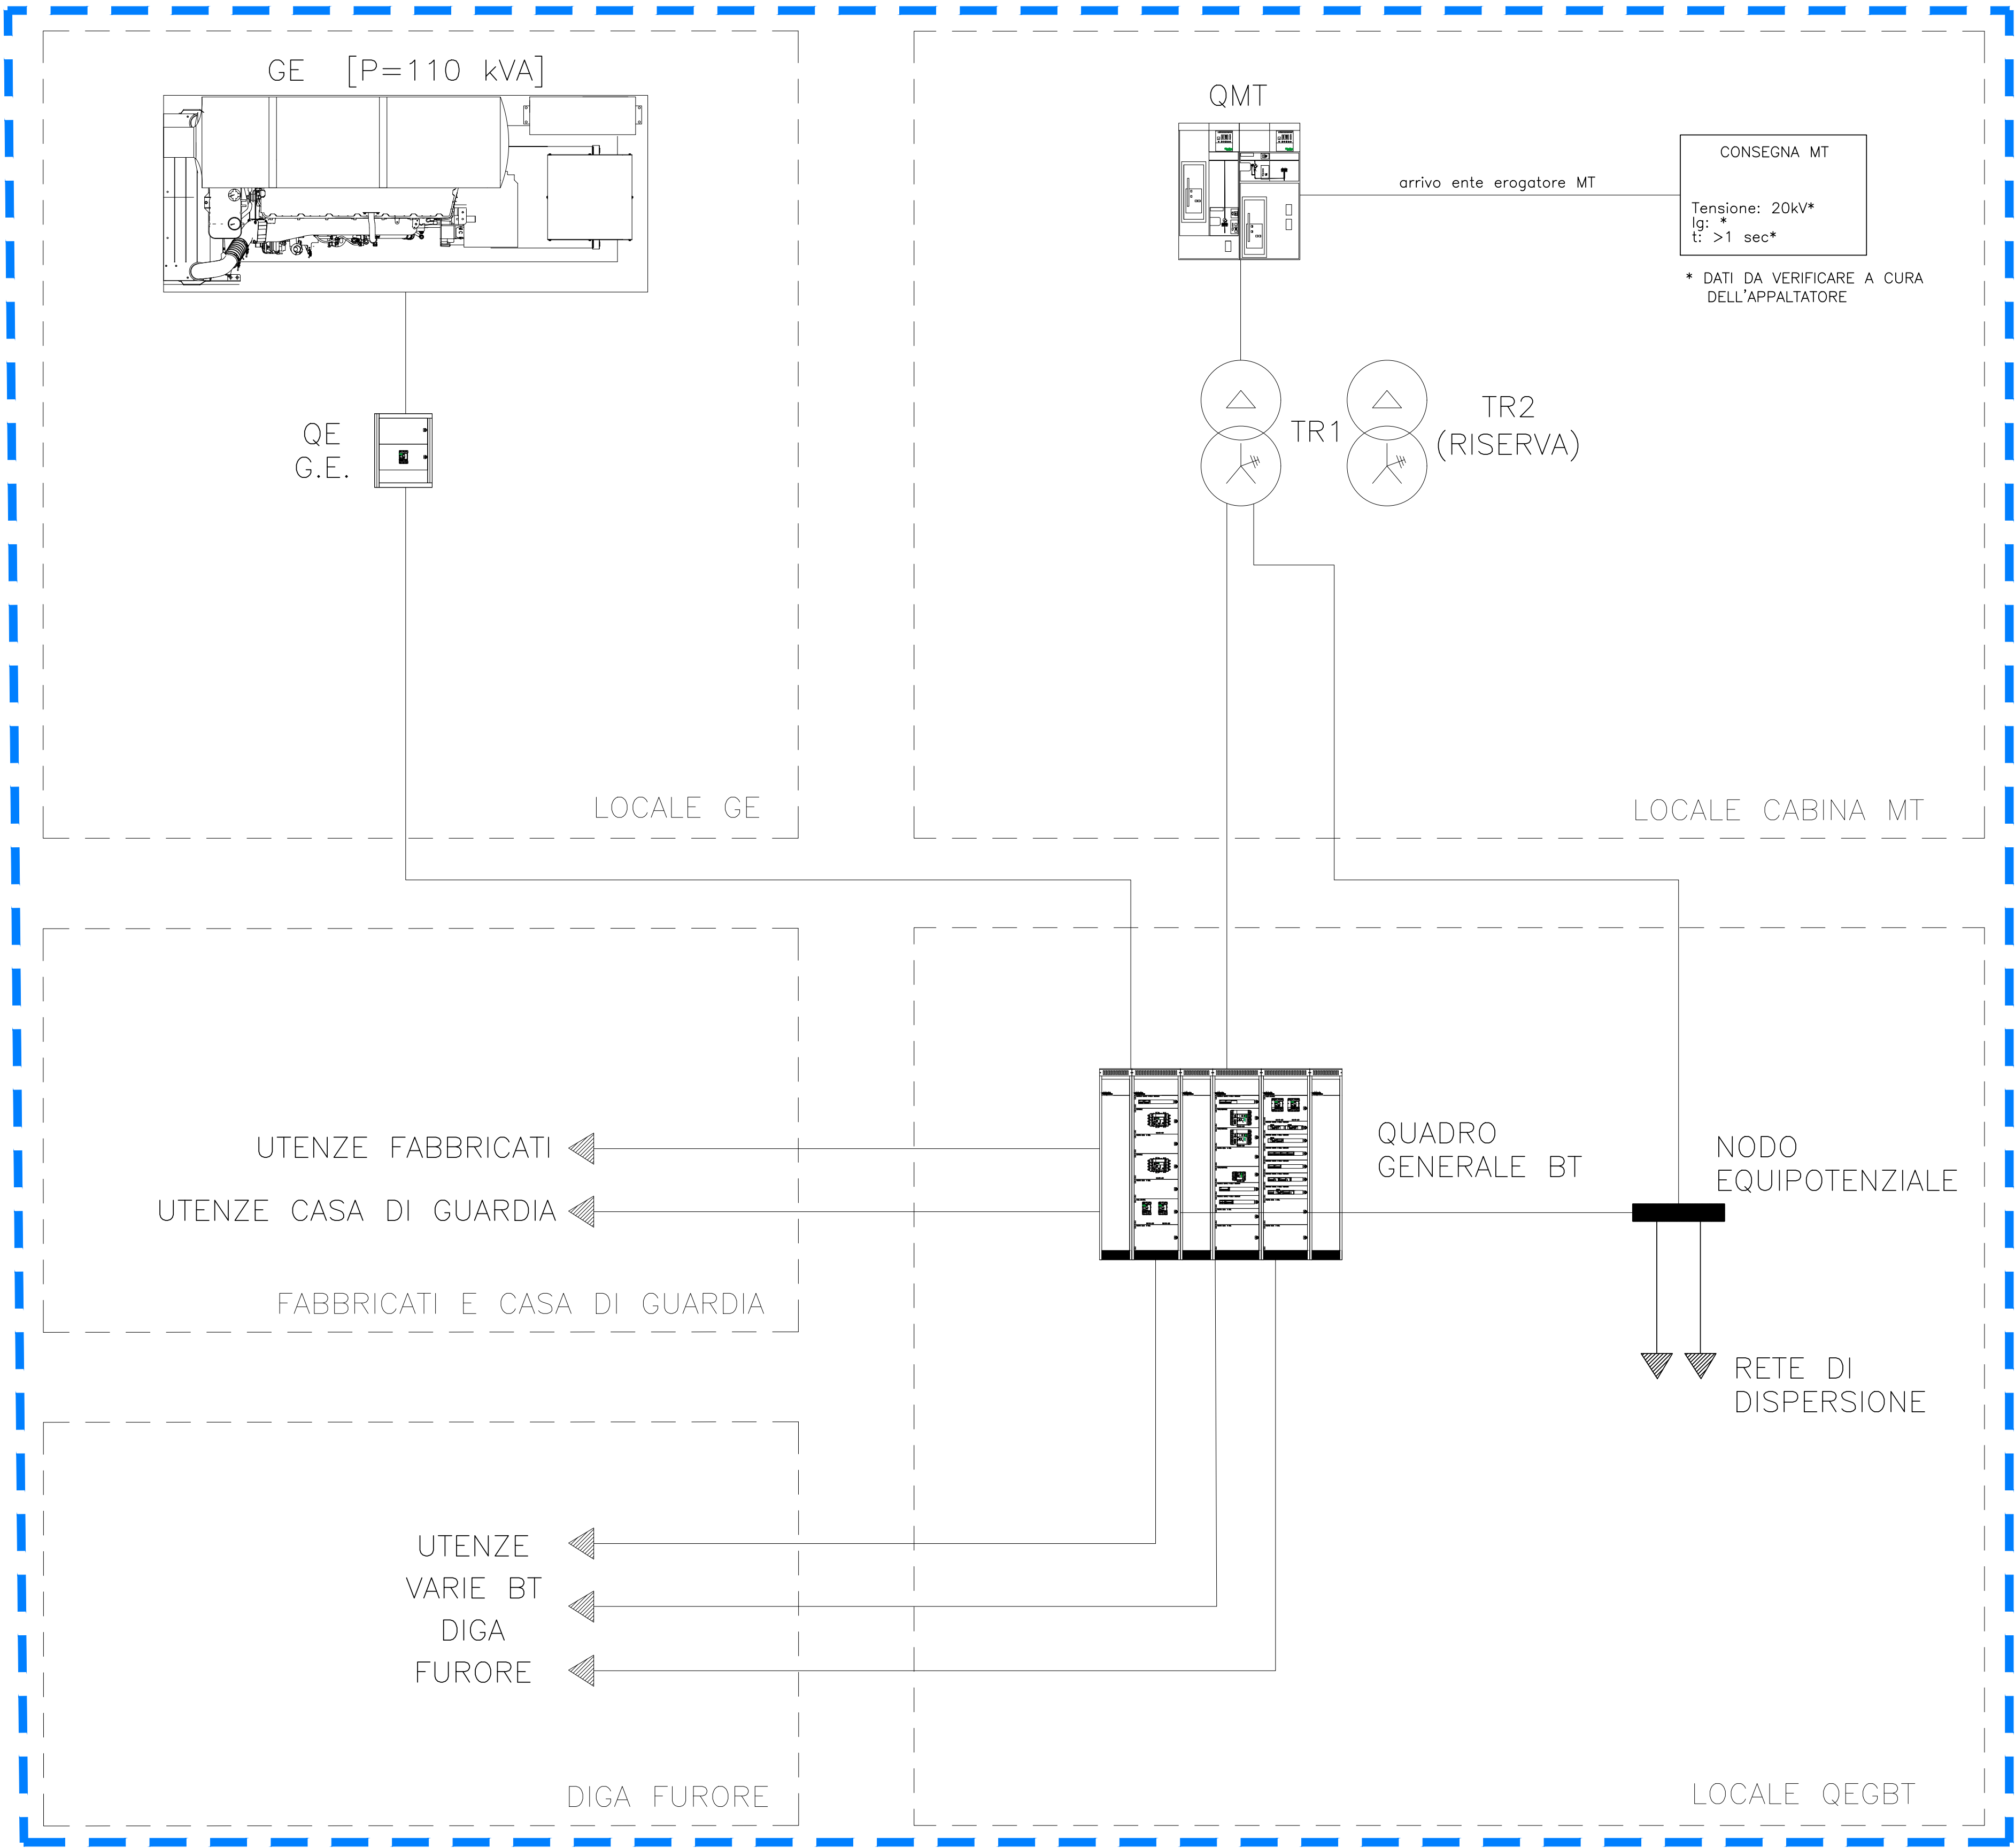 GE [P=110 kVA]
QE
G.E.
LOCALE GE
QMT
arrivo ente erogatore MT
CONSEGNA MT
Tensione: 20kV*
Ig: *
t: >1 sec*
* DATI DA VERIFICARE A CURA
DELL'APPALTATORE
TR1
TR2
(RISERVA)
LOCALE CABINA MT
UTENZE FABBRICATI
UTENZE CASA DI GUARDIA
FABBRICATI E CASA DI GUARDIA
QUADRO
GENERALE BT
NODO
EQUIPOTENZIALE
RETE DI
DISPERSIONE
UTENZE
VARIE BT
DIGA
FURORE
DIGA FURORE
LOCALE QEGBT